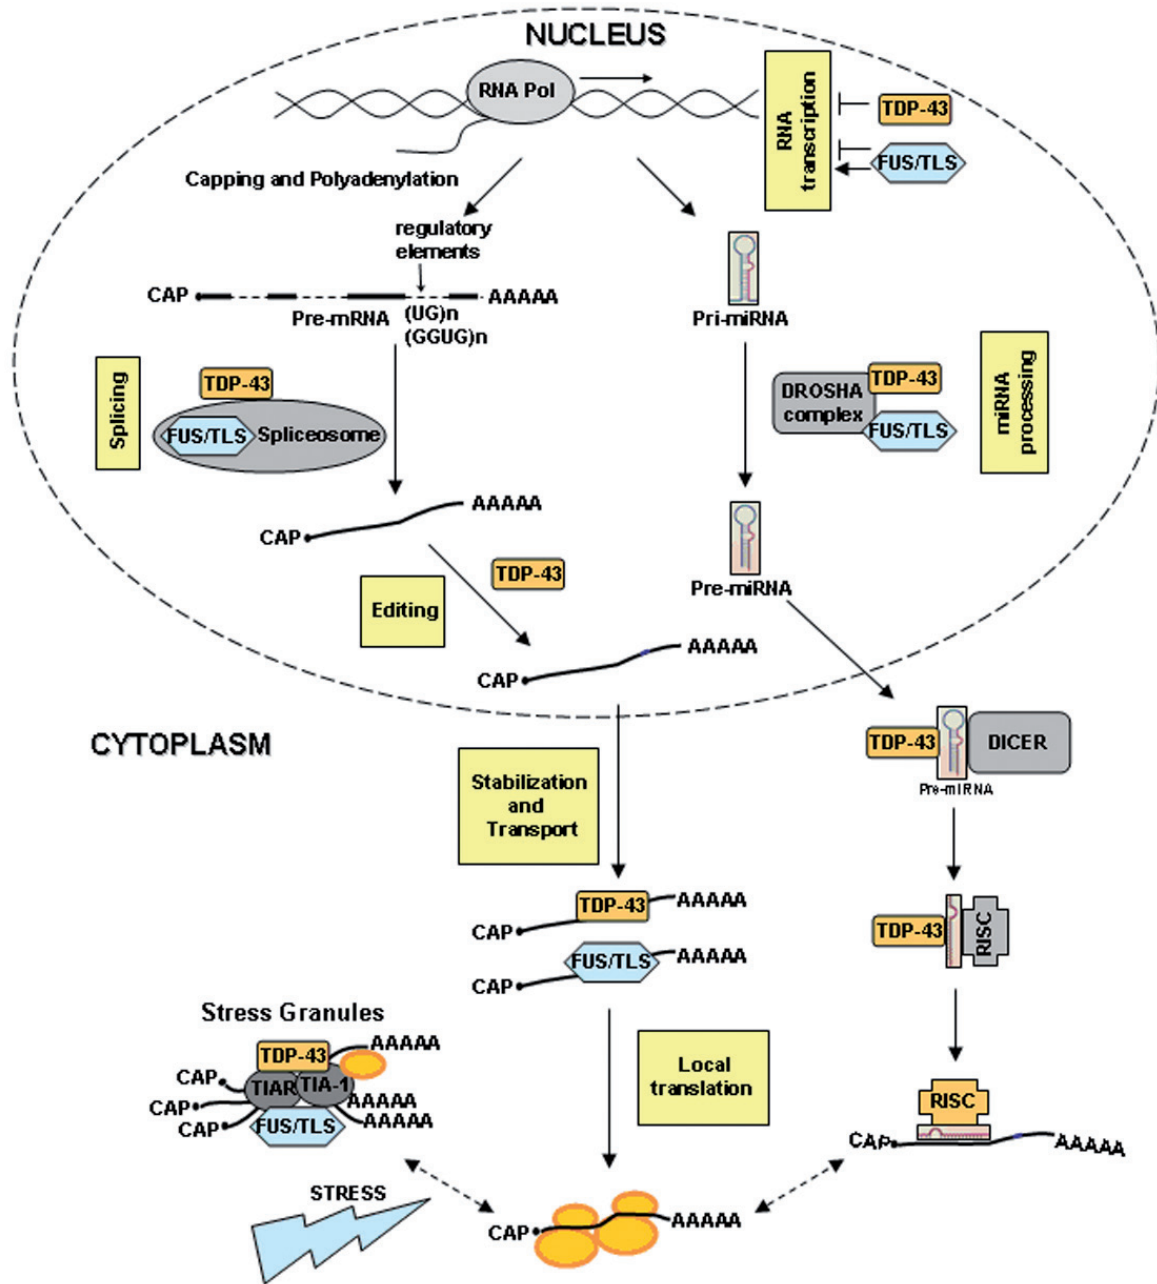 NUCLEUS
RNA Pol
RNA
transcription
TDP-43
FUS/TLS
Capping and Polyadenylation
regulatory
elements
CAP
AAAAA
Pre-mRNA
(UG)n
(GGUG)n
Pri-miRNA
Splicing
TDP-43
FUS/TLS
Spliceosome
DROSHA
complex
TDP-43
FUS/TLS
miRNA
processing
AAAAA
CAP
TDP-43
Editing
Pre-miRNA
AAAAA
CAP
CYTOPLASM
Stabilization
and
Transport
TDP-43
DICER
Pre-miRNA
TDP-43
AAAAA
CAP
FUS/TLS
AAAAA
CAP
TDP-43
RISC
Stress Granules
TDP-43
AAAAA
CAP
TIAR
TIA-1
CAP
AAAAA
CAP
FUS/TLS
AAAAA
Local
translation
RISC
CAP
AAAAA
STRESS
CAP
AAAAA